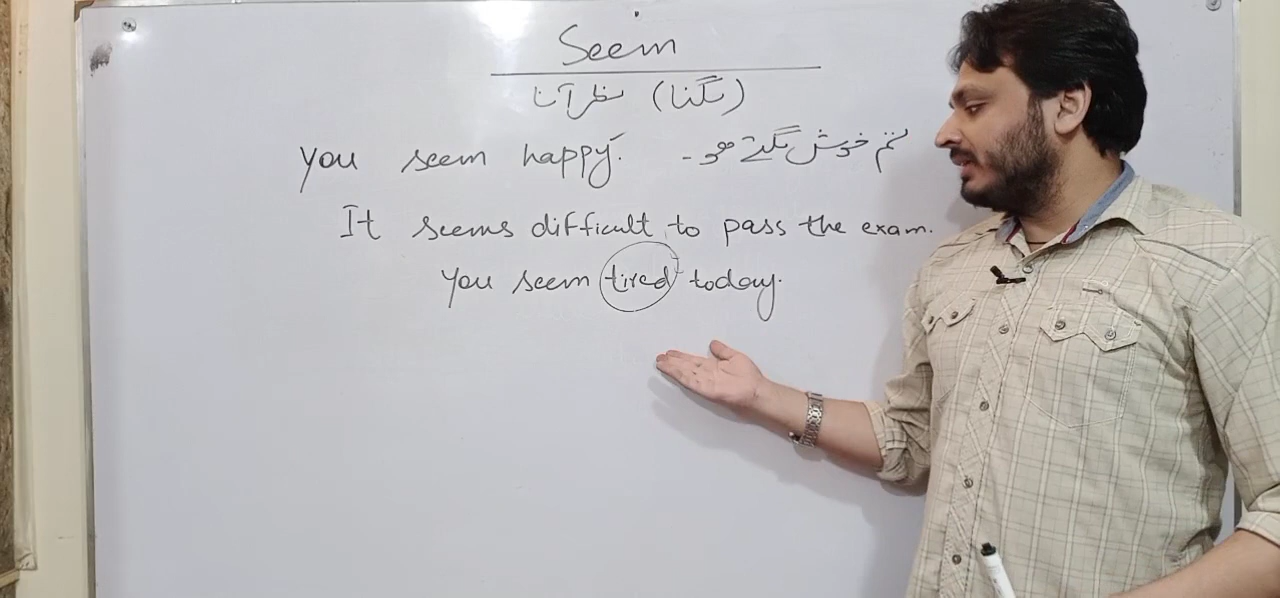 Seem
نظر آنا (لگنا)
you seem happy. تم خوش لگتے ہو۔
It seems difficult to pass the exam.
you seem tired today.